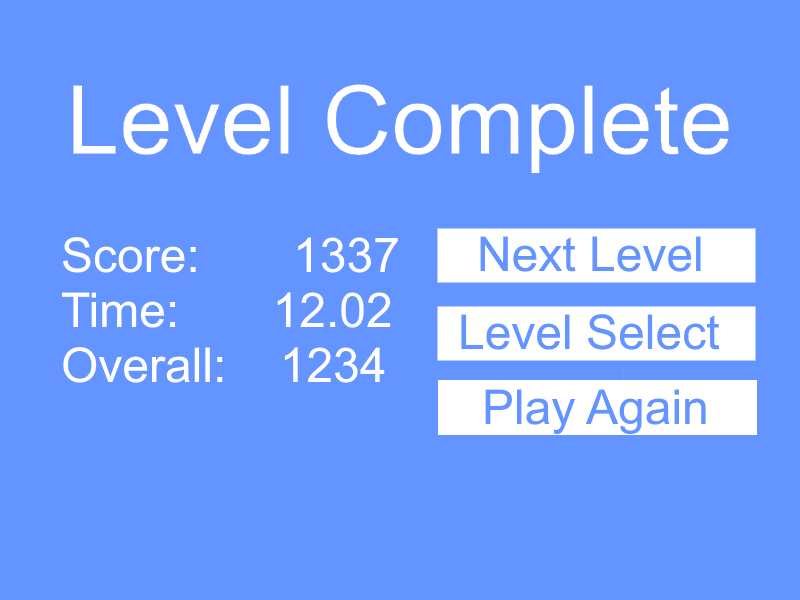 Level Complete
Score: 1337
Time: 12.02
Overall: 1234
Next Level
Level Select
Play Again